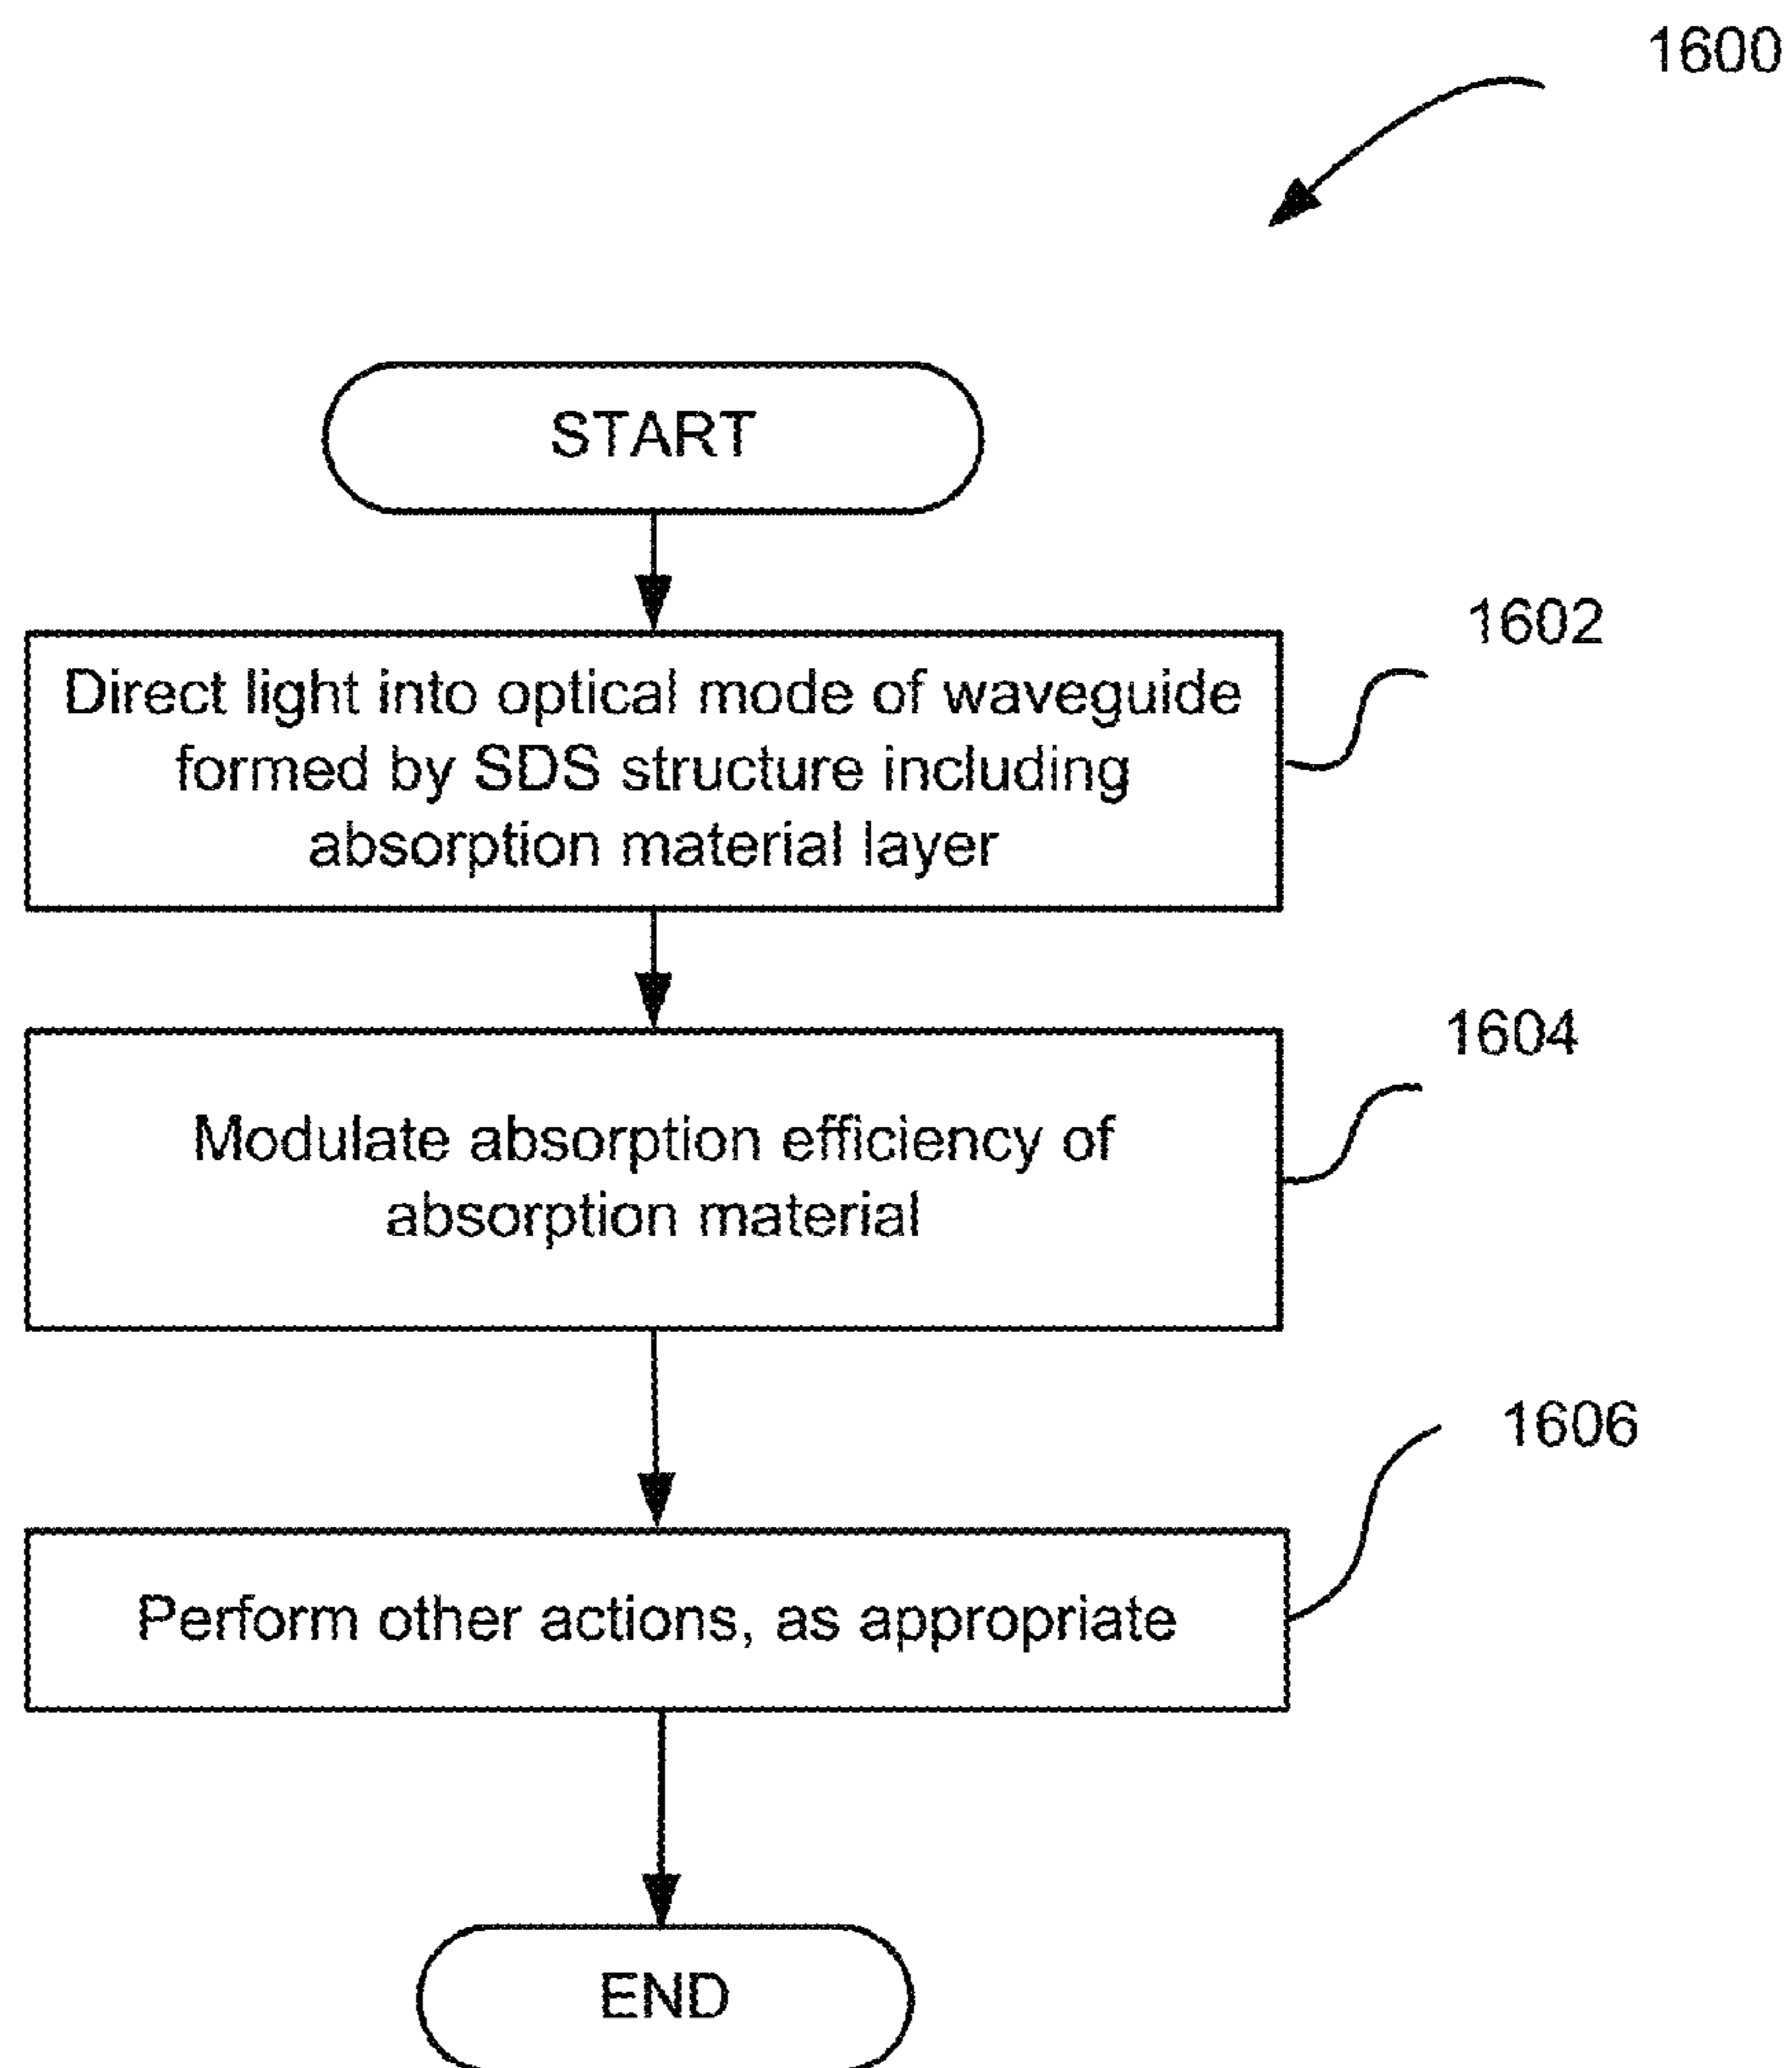 1600
START
1602
Direct light into optical mode of waveguide
formed by SDS structure including
absorption material layer
1604
Modulate absorption efficiency of
absorption material
1606
Perform other actions, as appropriate
END